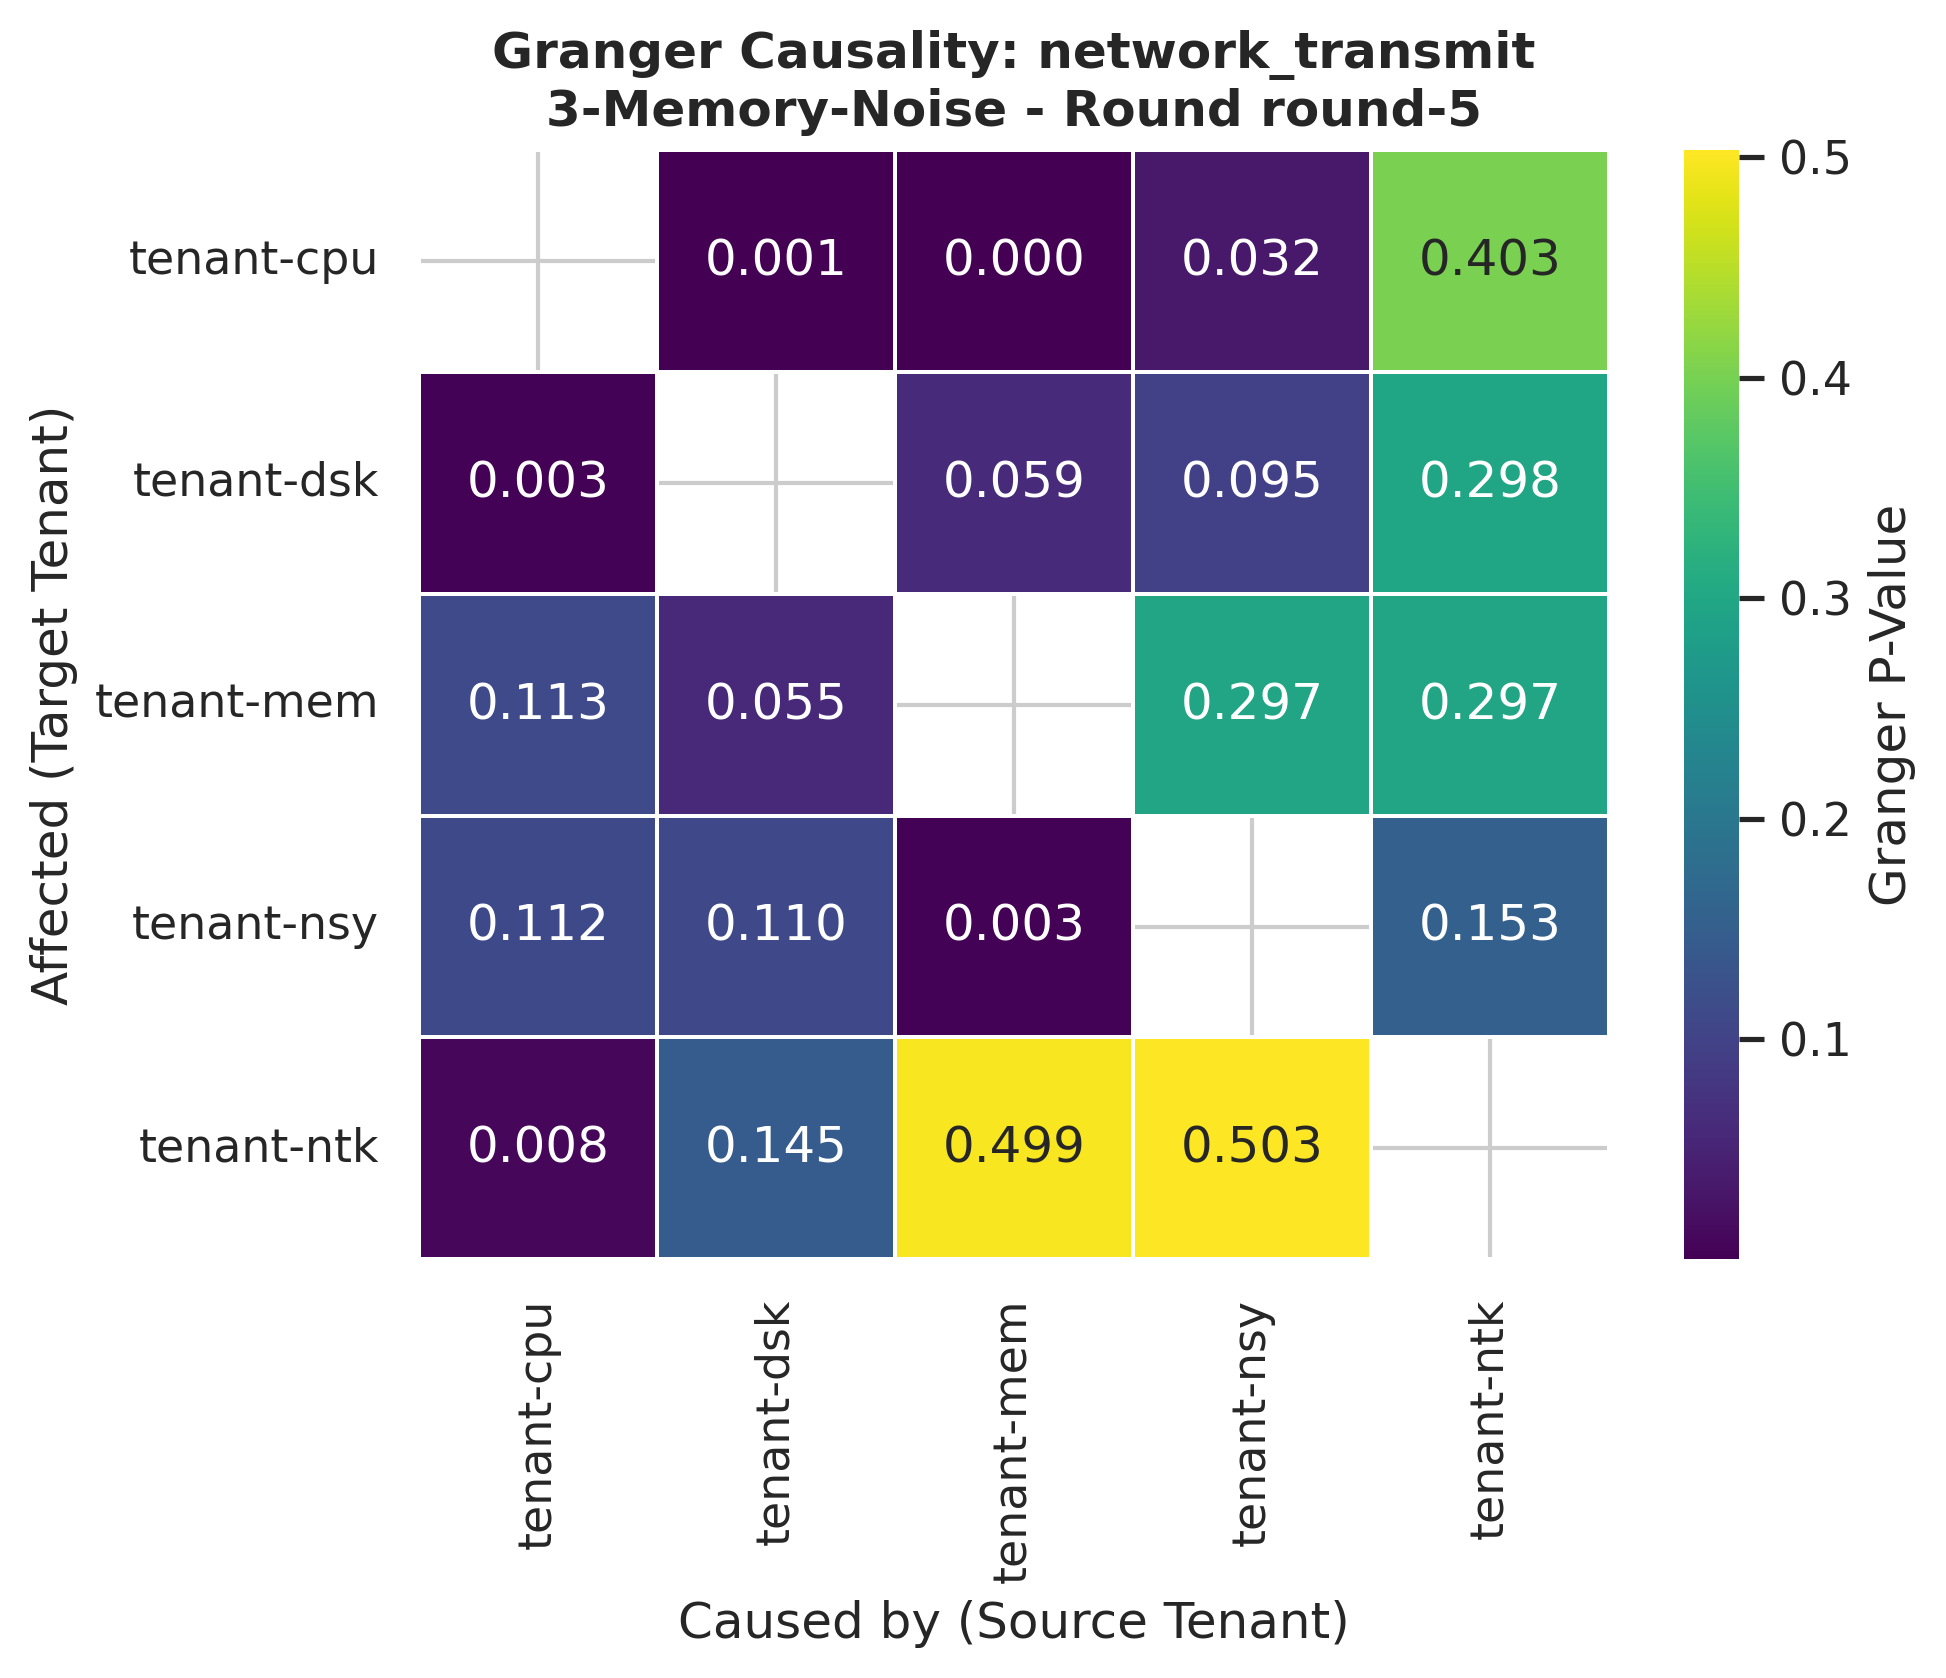 Granger Causality: network_transmit
3-Memory-Noise - Round round-5
Affected (Target Tenant)
tenant-cpu 0.001 0.000 0.032 0.403
tenant-dsk 0.003 0.059 0.095 0.298
tenant-mem 0.113 0.055 0.297 0.297
tenant-nsy 0.112 0.110 0.003 0.153
tenant-ntk 0.008 0.145 0.499 0.503
tenant-cpu
tenant-dsk
tenant-mem
tenant-nsy
tenant-ntk
Caused by (Source Tenant)
0.5
0.4
0.3
0.2
0.1
Granger P-Value